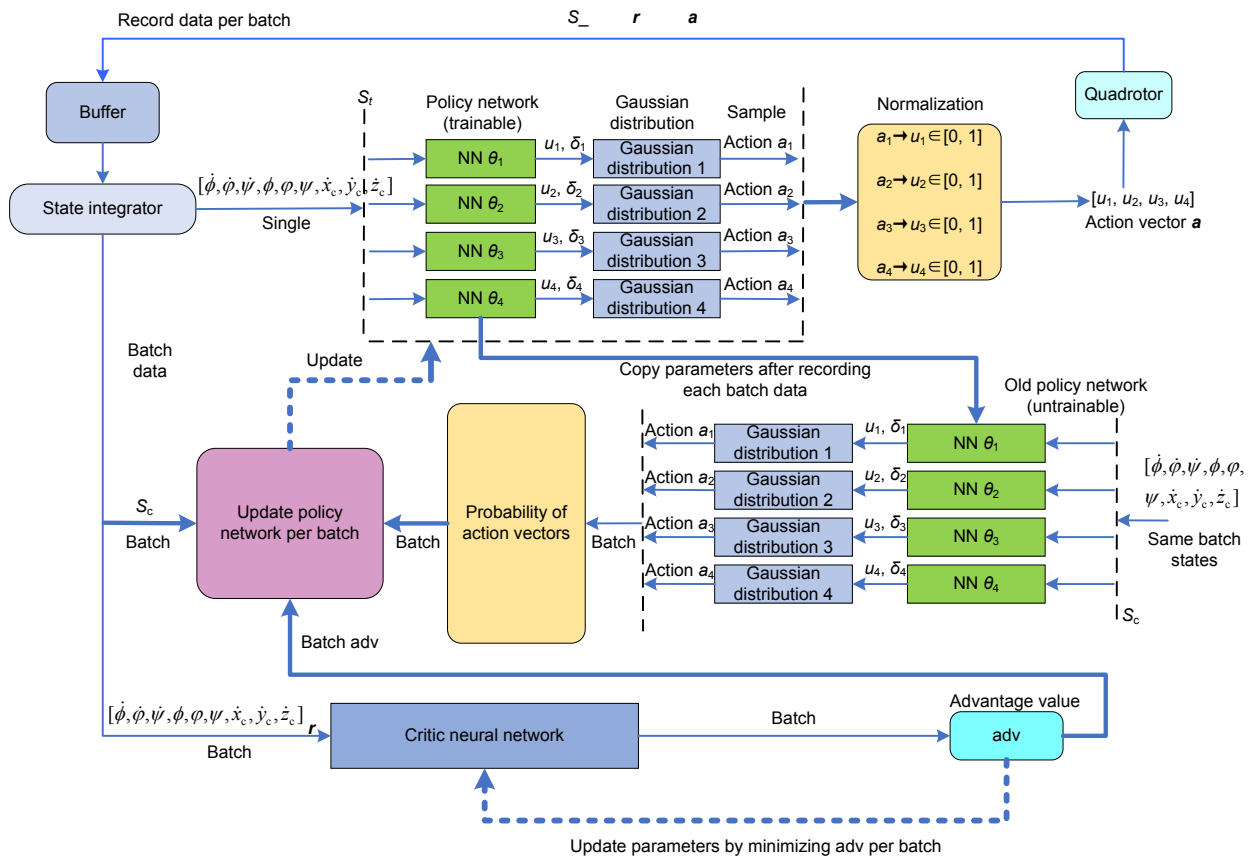 Record data per batch
S_ r a
Buffer
Quadrotor
S_t
Policy network
(trainable)
Gaussian
distribution
Sample
Normalization
NN θ₁
u₁, δ₁
Gaussian
distribution 1
Action a₁
a₁→u₁∈[0, 1]
[ϕ̇,φ̇,ψ̇,ϕ,φ,ψ,ẋ_c,ẏ_c,ż_c]
State integrator
Single
NN θ₂
u₂, δ₂
Gaussian
distribution 2
Action a₂
a₂→u₂∈[0, 1]
[u₁, u₂, u₃, u₄]
Action vector a
NN θ₃
u₃, δ₃
Gaussian
distribution 3
Action a₃
a₃→u₃∈[0, 1]
NN θ₄
u₄, δ₄
Gaussian
distribution 4
Action a₄
a₄→u₄∈[0, 1]
Batch
data
Update
Copy parameters after recording
each batch data
Old policy network
(untrainable)
Action a₁
Gaussian
distribution 1
u₁, δ₁
NN θ₁
Action a₂
Gaussian
distribution 2
u₂, δ₂
NN θ₂
[ϕ̇,φ̇,ψ̇,ϕ,φ,
ψ,ẋ_c,ẏ_c,ż_c]
Same batch
states
Action a₃
Gaussian
distribution 3
u₃, δ₃
NN θ₃
Action a₄
Gaussian
distribution 4
u₄, δ₄
NN θ₄
S_c
S_c
Batch
Update policy
network per batch
Batch
Probability of
action vectors
Batch
Batch adv
[ϕ̇,φ̇,ψ̇,ϕ,φ,ψ,ẋ_c,ẏ_c,ż_c] r
Batch
Critic neural network
Batch
Advantage value
adv
Update parameters by minimizing adv per batch